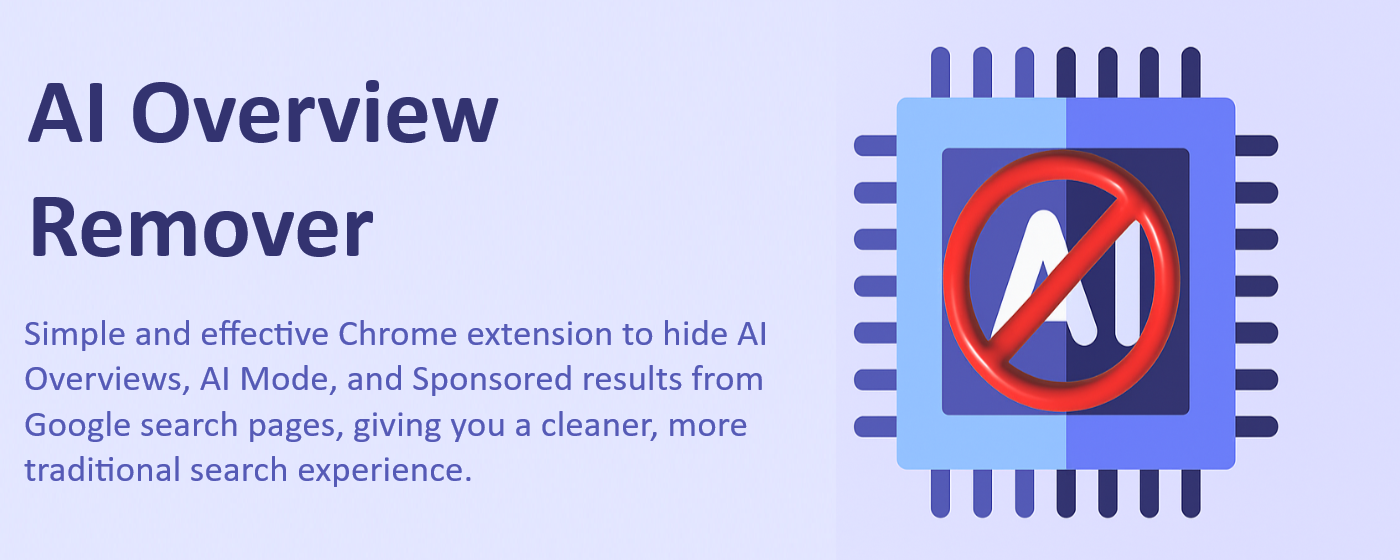 AI Overview
Remover
Simple and effective Chrome extension to hide AI
Overviews, AI Mode, and Sponsored results from
Google search pages, giving you a cleaner, more
traditional search experience.
AI